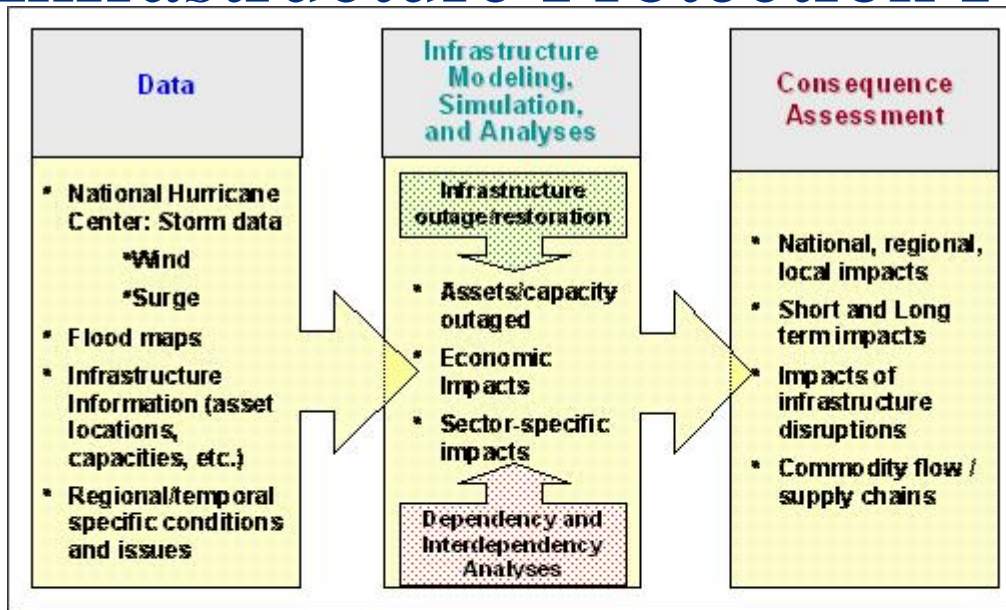 Infrastructure Protection
Data
* National Hurricane
Center: Storm data
*Wind
*Surge
* Flood maps
* Infrastructure
Information (asset
locations,
capacities, etc.)
* Regional/temporal
specific conditions
and issues
Infrastructure
Modeling,
Simulation,
and Analyses
Infrastructure
outage/restoration
* Assets/capacity
outaged
* Economic
Impacts
* Sector-specific
impacts
Dependency and
Interdependency
Analyses
Consequence
Assessment
* National, regional,
local impacts
* Short and Long
term impacts
* Impacts of
infrastructure
disruptions
* Commodity flow /
supply chains